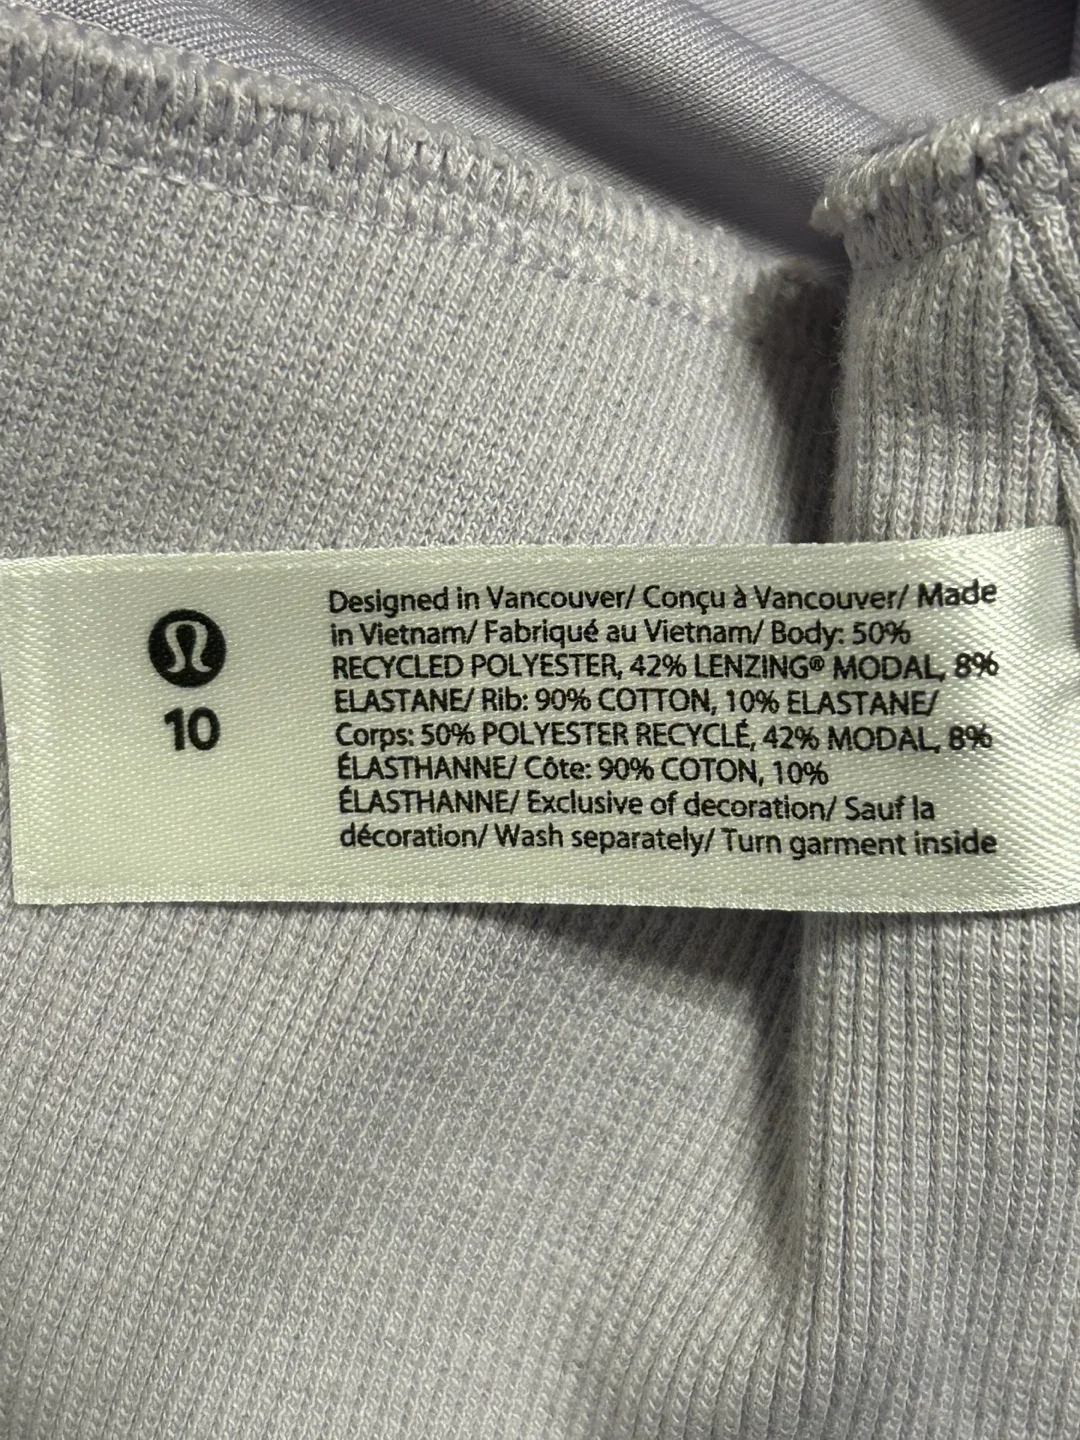 10
Designed in Vancouver/ Conçu à Vancouver/ Made
in Vietnam/ Fabriqué au Vietnam/ Body: 50%
RECYCLED POLYESTER, 42% LENZING® MODAL, 8%
ELASTANE/ Rib: 90% COTTON, 10% ELASTANE/
Corps: 50% POLYESTER RECYCLÉ, 42% MODAL, 8%
ÉLASTHANNE/ Côte: 90% COTON, 10%
ÉLASTHANNE/ Exclusive of decoration/ Sauf la
décoration/ Wash separately/ Turn garment inside